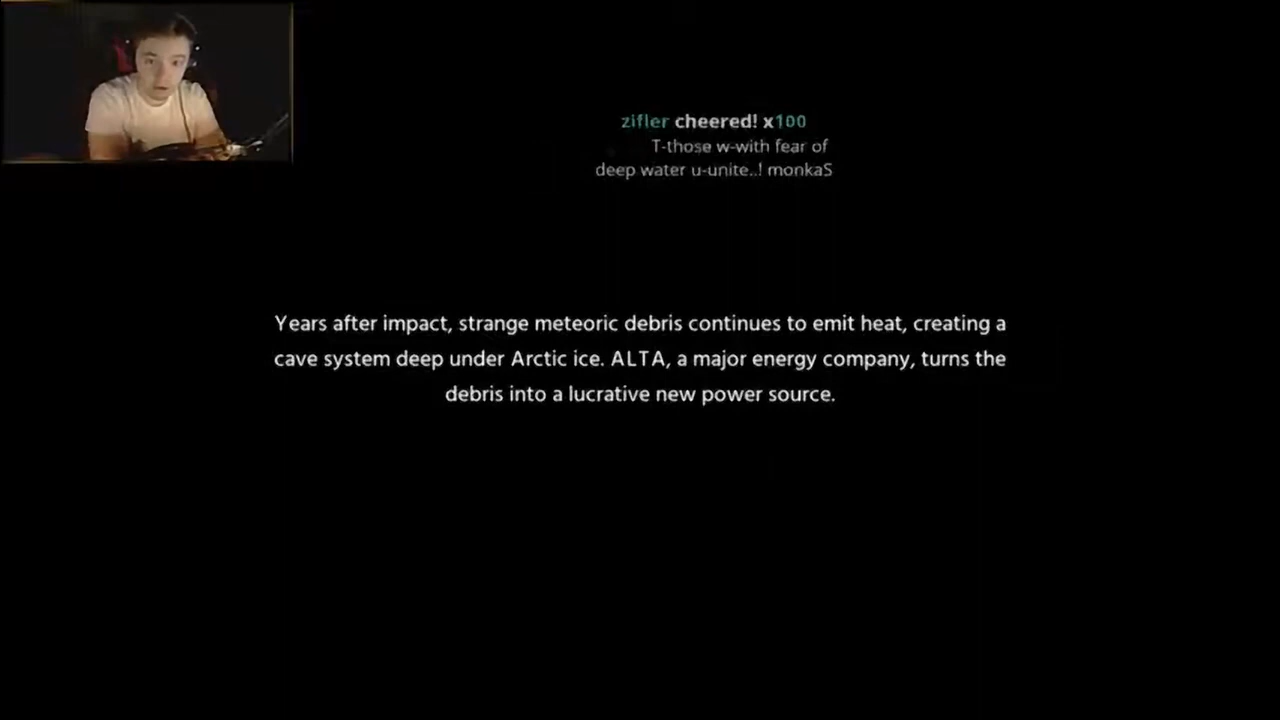 zifler cheered! x100
T-those w-with fear of
deep water u-unite..! monkaS
Years after impact, strange meteoric debris continues to emit heat, creating a
cave system deep under Arctic ice. ALTA, a major energy company, turns the
debris into a lucrative new power source.